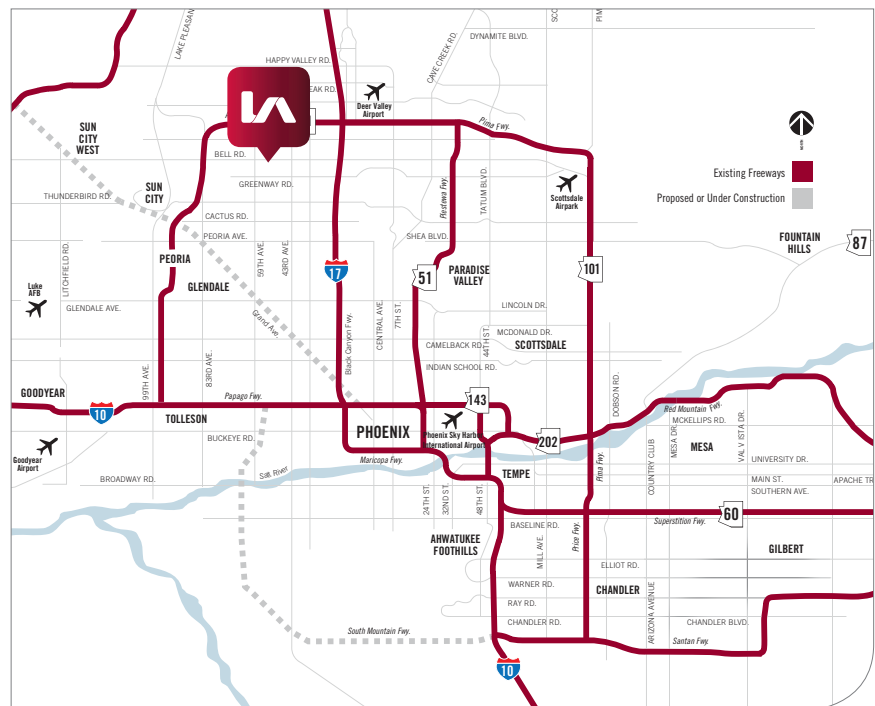 LAKE PLEASAN
SCO
PIM
DYNAMITE BLVD.
CAVE CREEK RD.
HAPPY VALLEY RD.
EAK RD.
Deer Valley
Airport
LA
Pima Fwy.
SUN
CITY
WEST
BELL RD.
Existing Freeways
Proposed or Under Construction
GREENWAY RD.
SUN
CITY
THUNDERBIRD RD.
Piestewa Fwy.
TATUM BLVD.
Scottsdale
Airpark
CACTUS RD.
PEORIA AVE.
SHEA BLVD.
FOUNTAIN
HILLS
87
PEORIA
LITCHFIELD RD.
59TH AVE.
43RD AVE.
17
51
PARADISE
VALLEY
101
Luke
AFB
GLENDALE
GLENDALE AVE.
Grand Ave.
Black Canyon Fwy.
CENTRAL AVE.
7TH ST.
LINCOLN DR.
MCDONALD DR.
44TH ST.
CAMELBACK RD.
SCOTTSDALE
INDIAN SCHOOL RD.
99TH AVE.
83RD AVE.
DOBSON RD.
GOODYEAR
10
Papago Fwy.
143
Red Mountain Fwy.
TOLLESON
MCKELLIPS RD.
PHOENIX
Phoenix Sky Harbor
International Airport
202
BUCKEYE RD.
Goodyear
Airport
Maricopa Fwy.
MESA
MESA DR.
VAL VISTA DR.
COUNTRY CLUB
UNIVERSITY DR.
Salt River
TEMPE
Pima Fwy.
BROADWAY RD.
MAIN ST.
APACHE TR
SOUTHERN AVE.
24TH ST.
32ND ST.
48TH ST.
60
Superstition Fwy.
BASELINE RD.
AHWATUKEE
FOOTHILLS
MILL AVE.
Price Fwy.
GILBERT
ELLIOT RD.
WARNER RD.
CHANDLER
ARIZONA AVENUE
RAY RD.
CHANDLER RD.
CHANDLER BLVD.
South Mountain Fwy.
Santan Fwy.
10